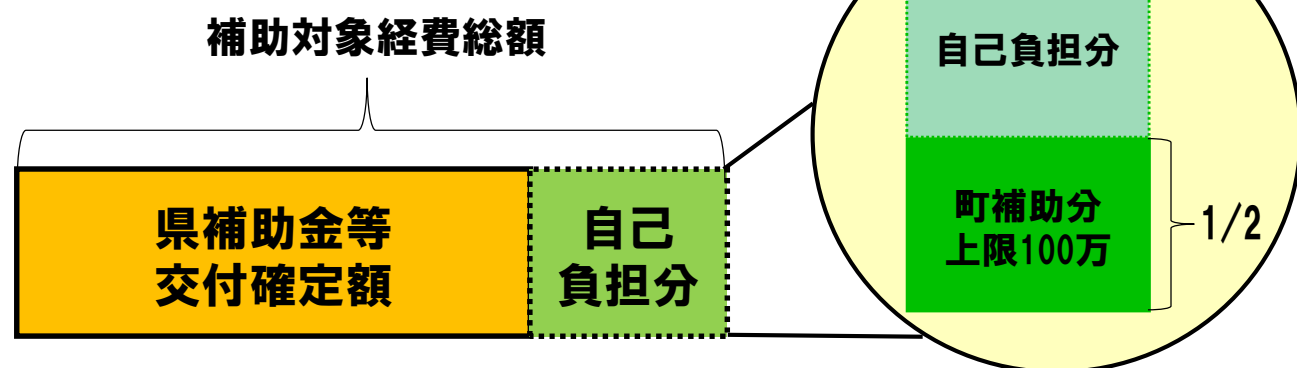 補助対象経費総額
県補助金等
交付確定額
自己
負担分
自己負担分
町補助分
上限100万
1/2